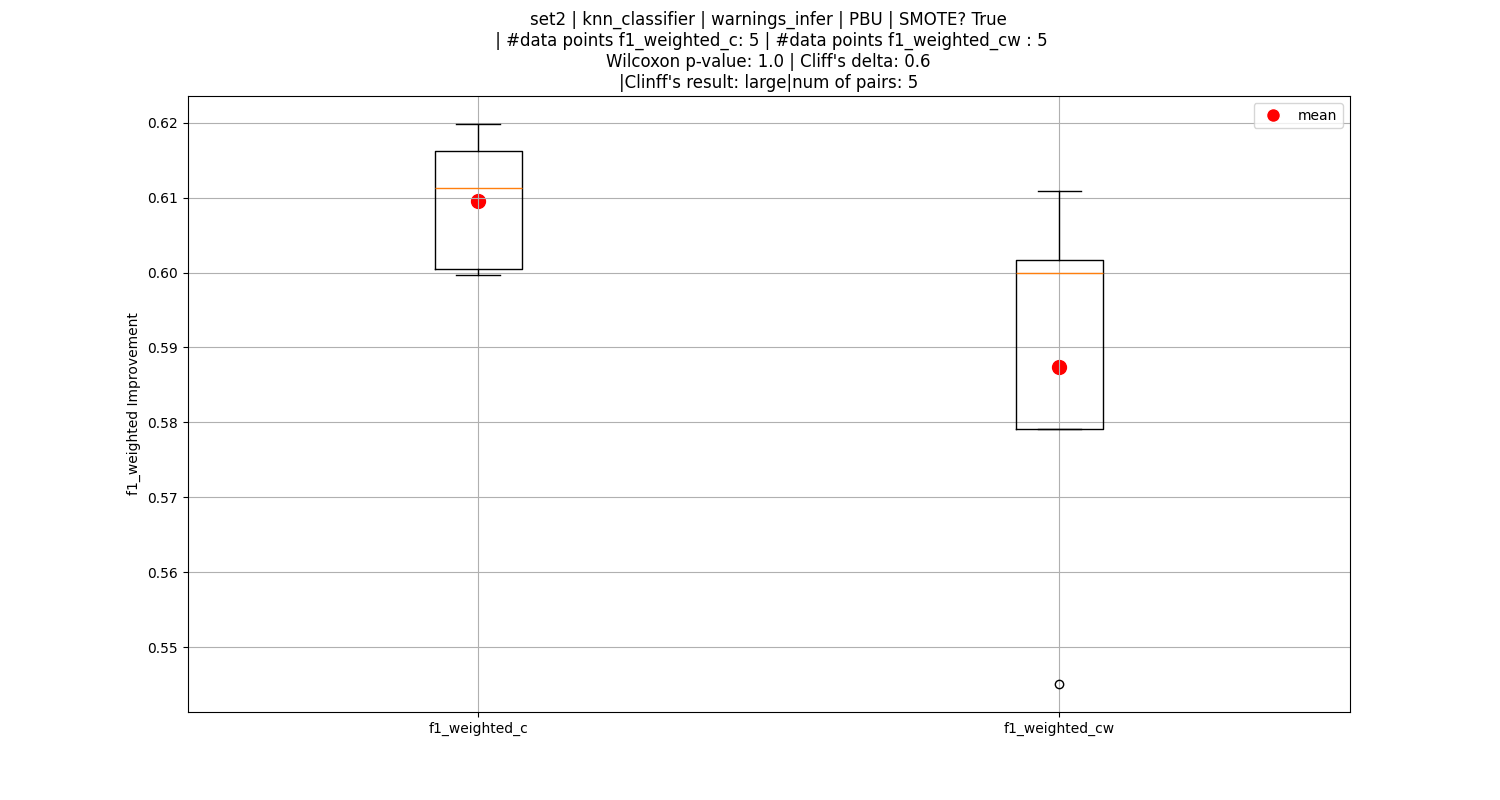 set2 | knn_classifier | warnings_infer | PBU | SMOTE? True
| #data points f1_weighted_c: 5 | #data points f1_weighted_cw : 5
Wilcoxon p-value: 1.0 | Cliff's delta: 0.6
|Clinff's result: large|num of pairs: 5
mean
0.62
0.61
0.60
0.59
0.58
0.57
0.56
0.55
f1_weighted Improvement
f1_weighted_c
f1_weighted_cw